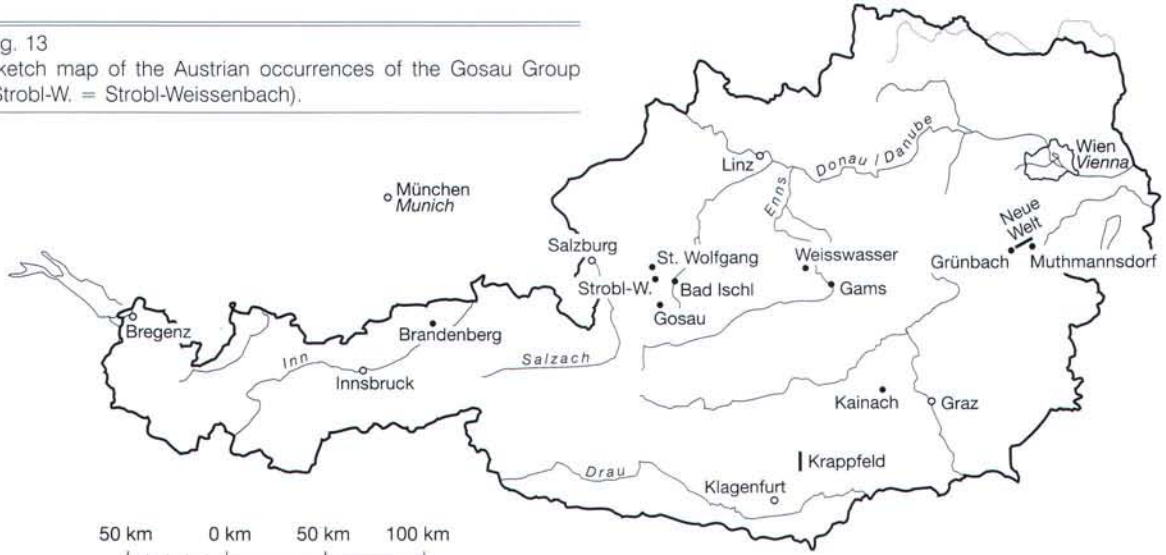 g. 13
ketch map of the Austrian occurrences of the Gosau Group
Strobl-W. = Strobl-Weissenbach).
München
Munich
Linz
Donau / Danube
Enns
Wien
Vienna
Neue
Welt
Grünbach
Muthmannsdorf
Salzburg
St. Wolfgang
Weisswasser
Strobl-W.
Bad Ischl
Gams
Gosau
Bregenz
Brandenberg
Inn
Salzach
Innsbruck
Kainach
Graz
Krappfeld
Drau
Klagenfurt
50 km 0 km 50 km 100 km